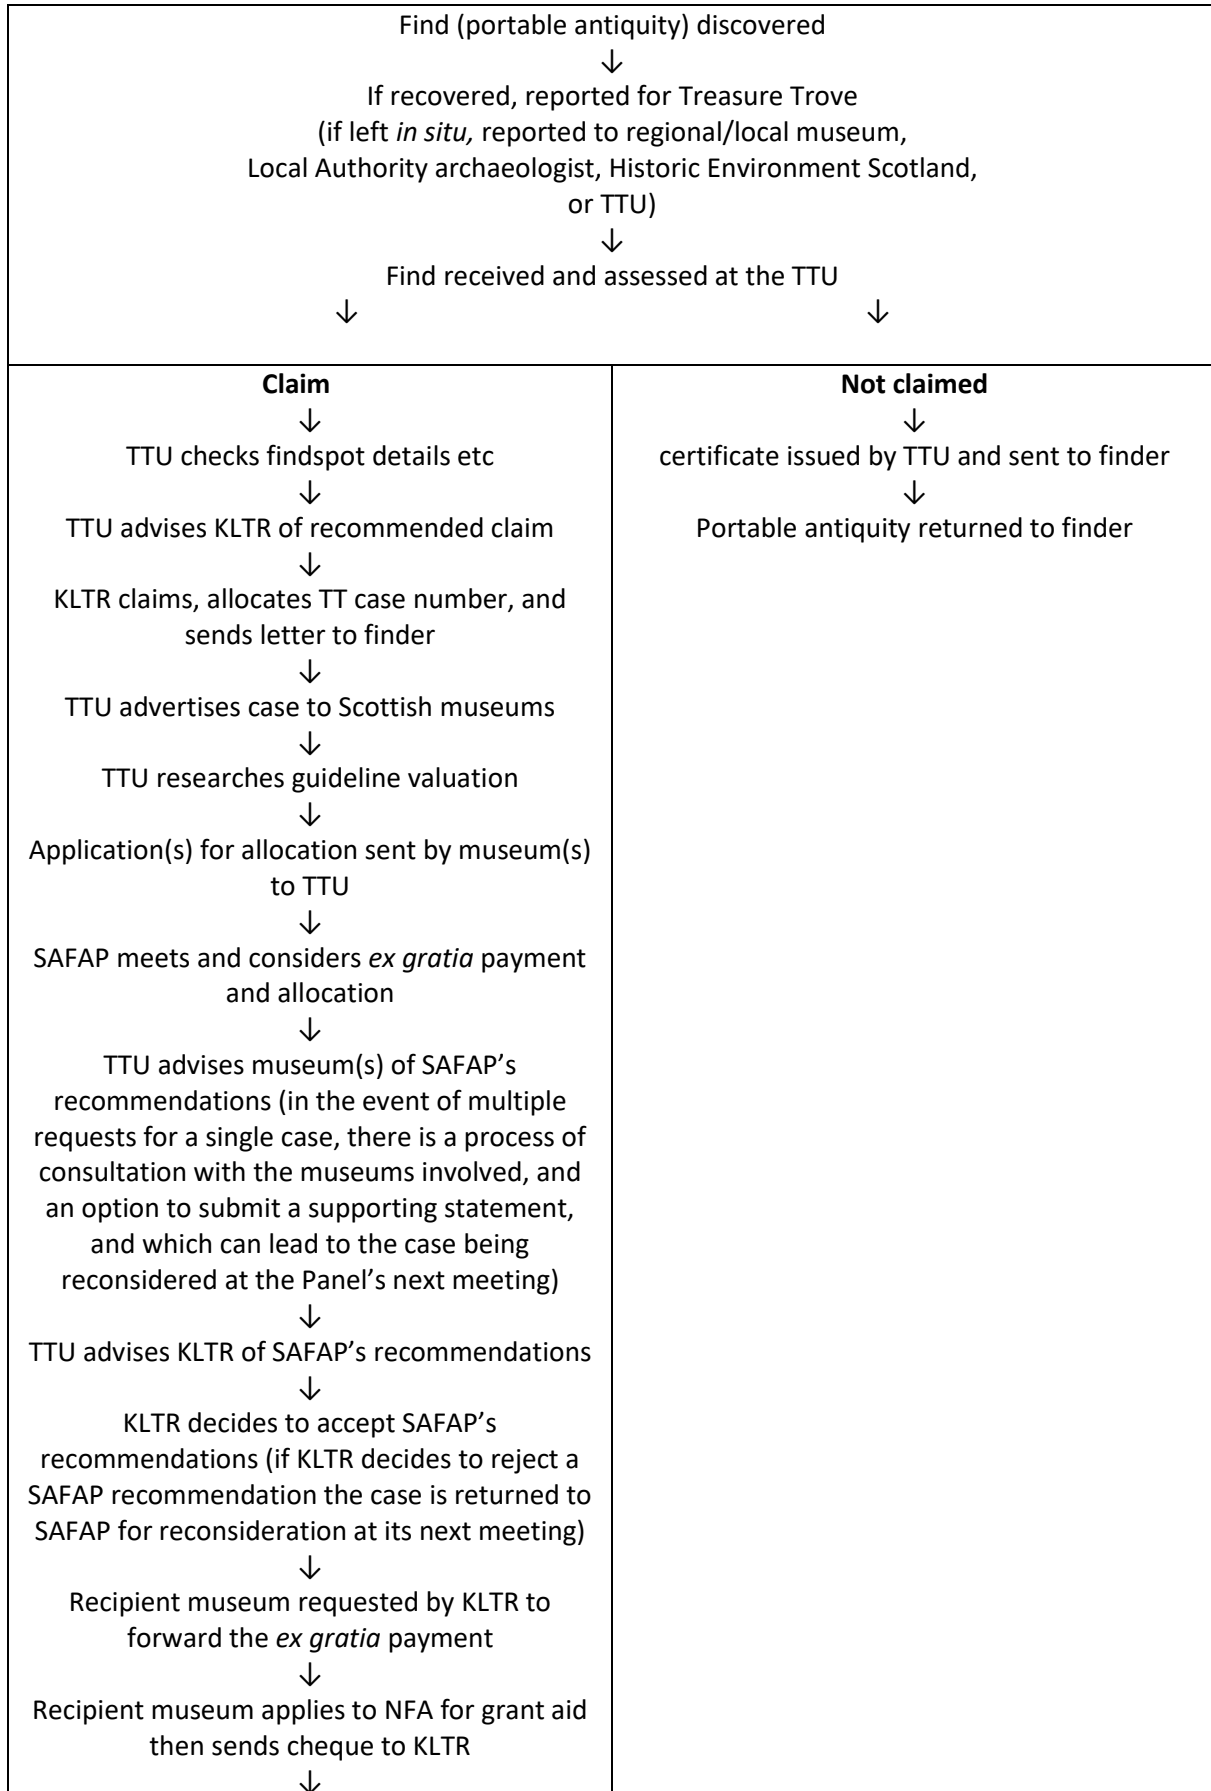 Find (portable antiquity) discovered
↓
If recovered, reported for Treasure Trove
(if left in situ, reported to regional/local museum,
Local Authority archaeologist, Historic Environment Scotland,
or TTU)
↓
Find received and assessed at the TTU
↓ ↓
Claim
↓
TTU checks findspot details etc
↓
TTU advises KLTR of recommended claim
↓
KLTR claims, allocates TT case number, and
sends letter to finder
↓
TTU advertises case to Scottish museums
↓
TTU researches guideline valuation
↓
Application(s) for allocation sent by museum(s)
to TTU
↓
SAFAP meets and considers ex gratia payment
and allocation
↓
TTU advises museum(s) of SAFAP’s
recommendations (in the event of multiple
requests for a single case, there is a process of
consultation with the museums involved, and
an option to submit a supporting statement,
and which can lead to the case being
reconsidered at the Panel’s next meeting)
↓
TTU advises KLTR of SAFAP’s recommendations
↓
KLTR decides to accept SAFAP’s
recommendations (if KLTR decides to reject a
SAFAP recommendation the case is returned to
SAFAP for reconsideration at its next meeting)
↓
Recipient museum requested by KLTR to
forward the ex gratia payment
↓
Recipient museum applies to NFA for grant aid
then sends cheque to KLTR
↓
Not claimed
↓
certificate issued by TTU and sent to finder
↓
Portable antiquity returned to finder